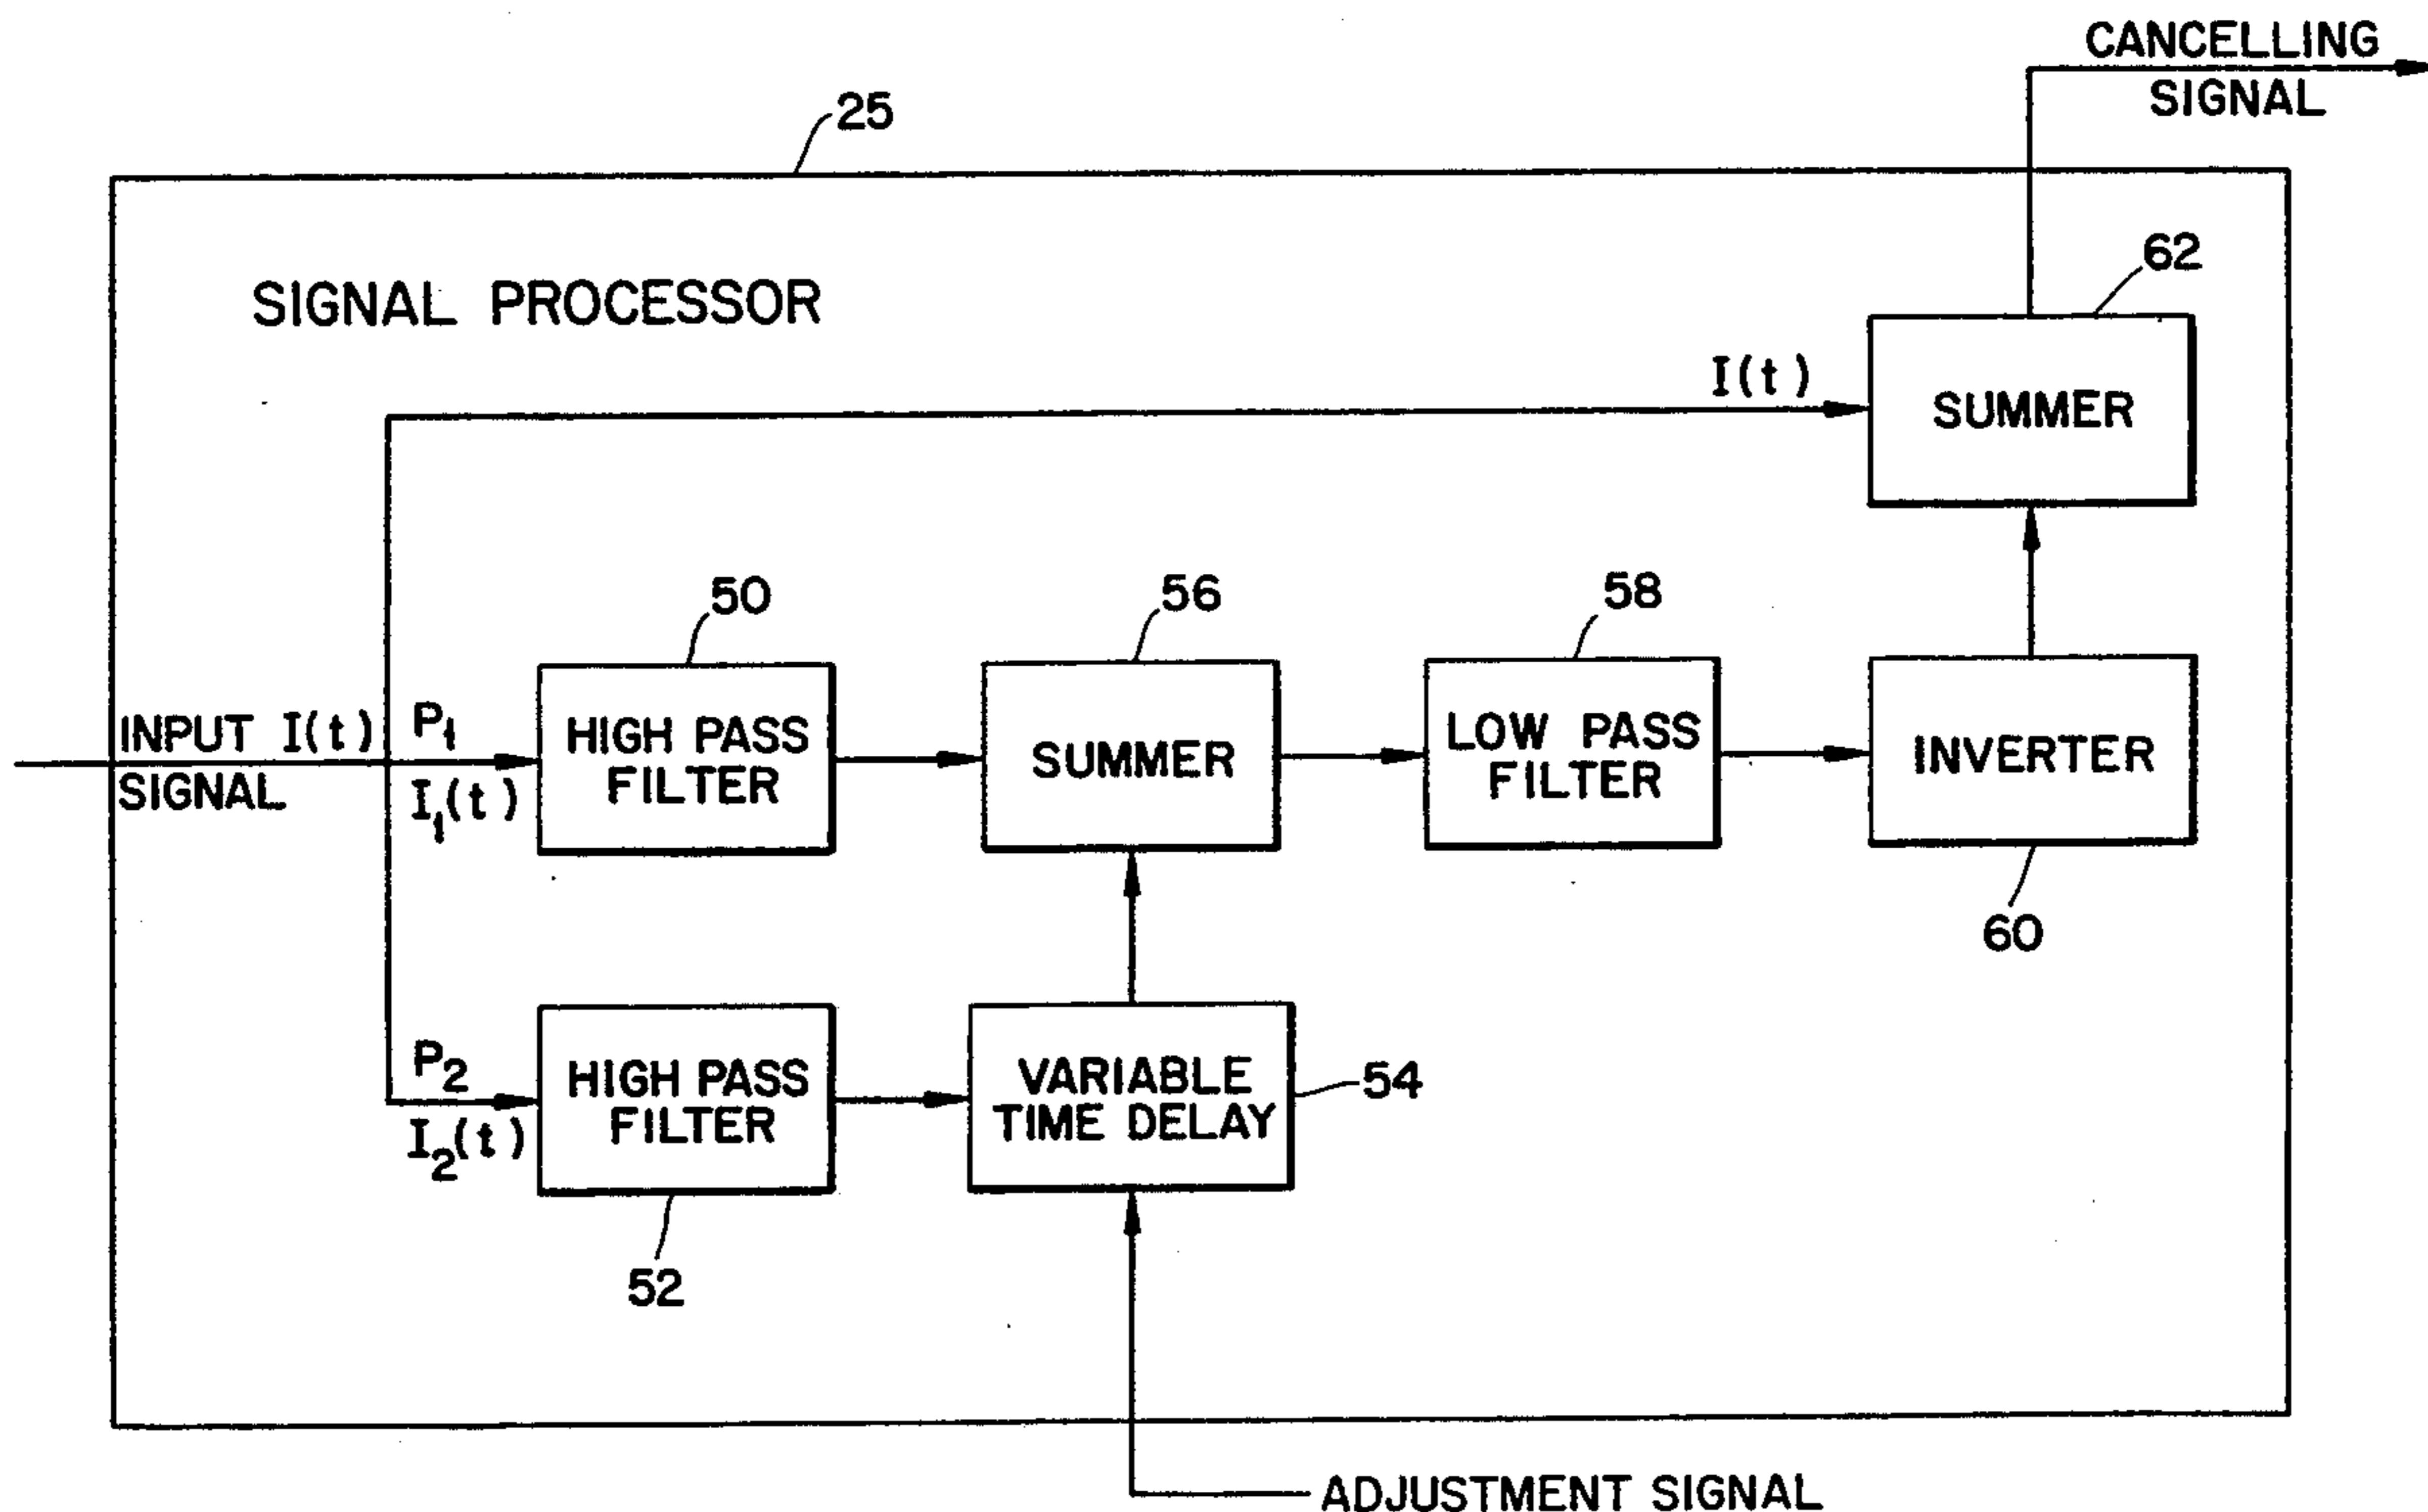 CANCELLING
SIGNAL
25
SIGNAL PROCESSOR
62
I(t)
SUMMER
50
56
58
INPUT I(t)
SIGNAL
P1
I1(t)
HIGH PASS
FILTER
SUMMER
LOW PASS
FILTER
INVERTER
60
P2
I2(t)
HIGH PASS
FILTER
VARIABLE
TIME DELAY
54
52
ADJUSTMENT SIGNAL